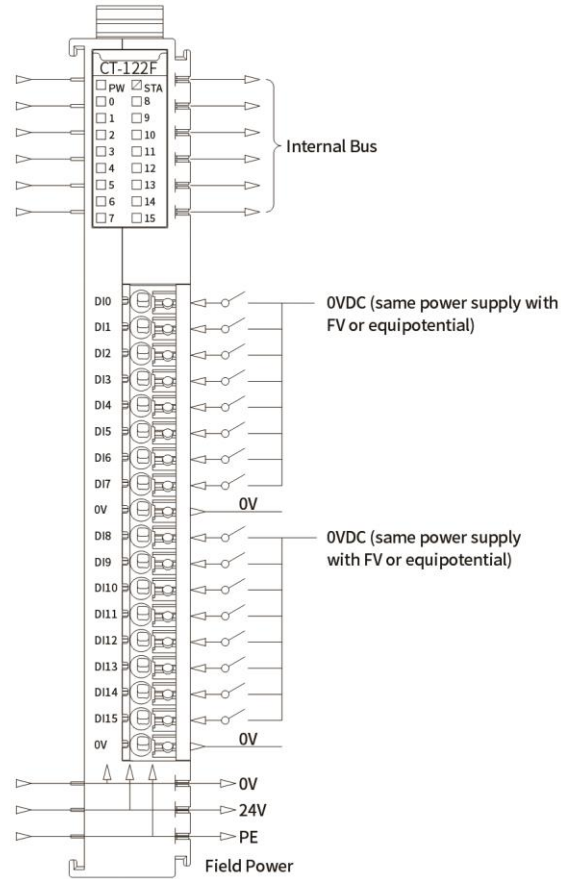 CT-122F
PW STA
0 8
1 9
2 10
3 11
4 12
5 13
6 14
7 15
Internal Bus
DI0
0VDC (same power supply with
FV or equipotential)
DI1
DI2
DI3
DI4
DI5
DI6
DI7
0V 0V
DI8
0VDC (same power supply
with FV or equipotential)
DI9
DI10
DI11
DI12
DI13
DI14
DI15
0V 0V
0V
24V
PE
Field Power